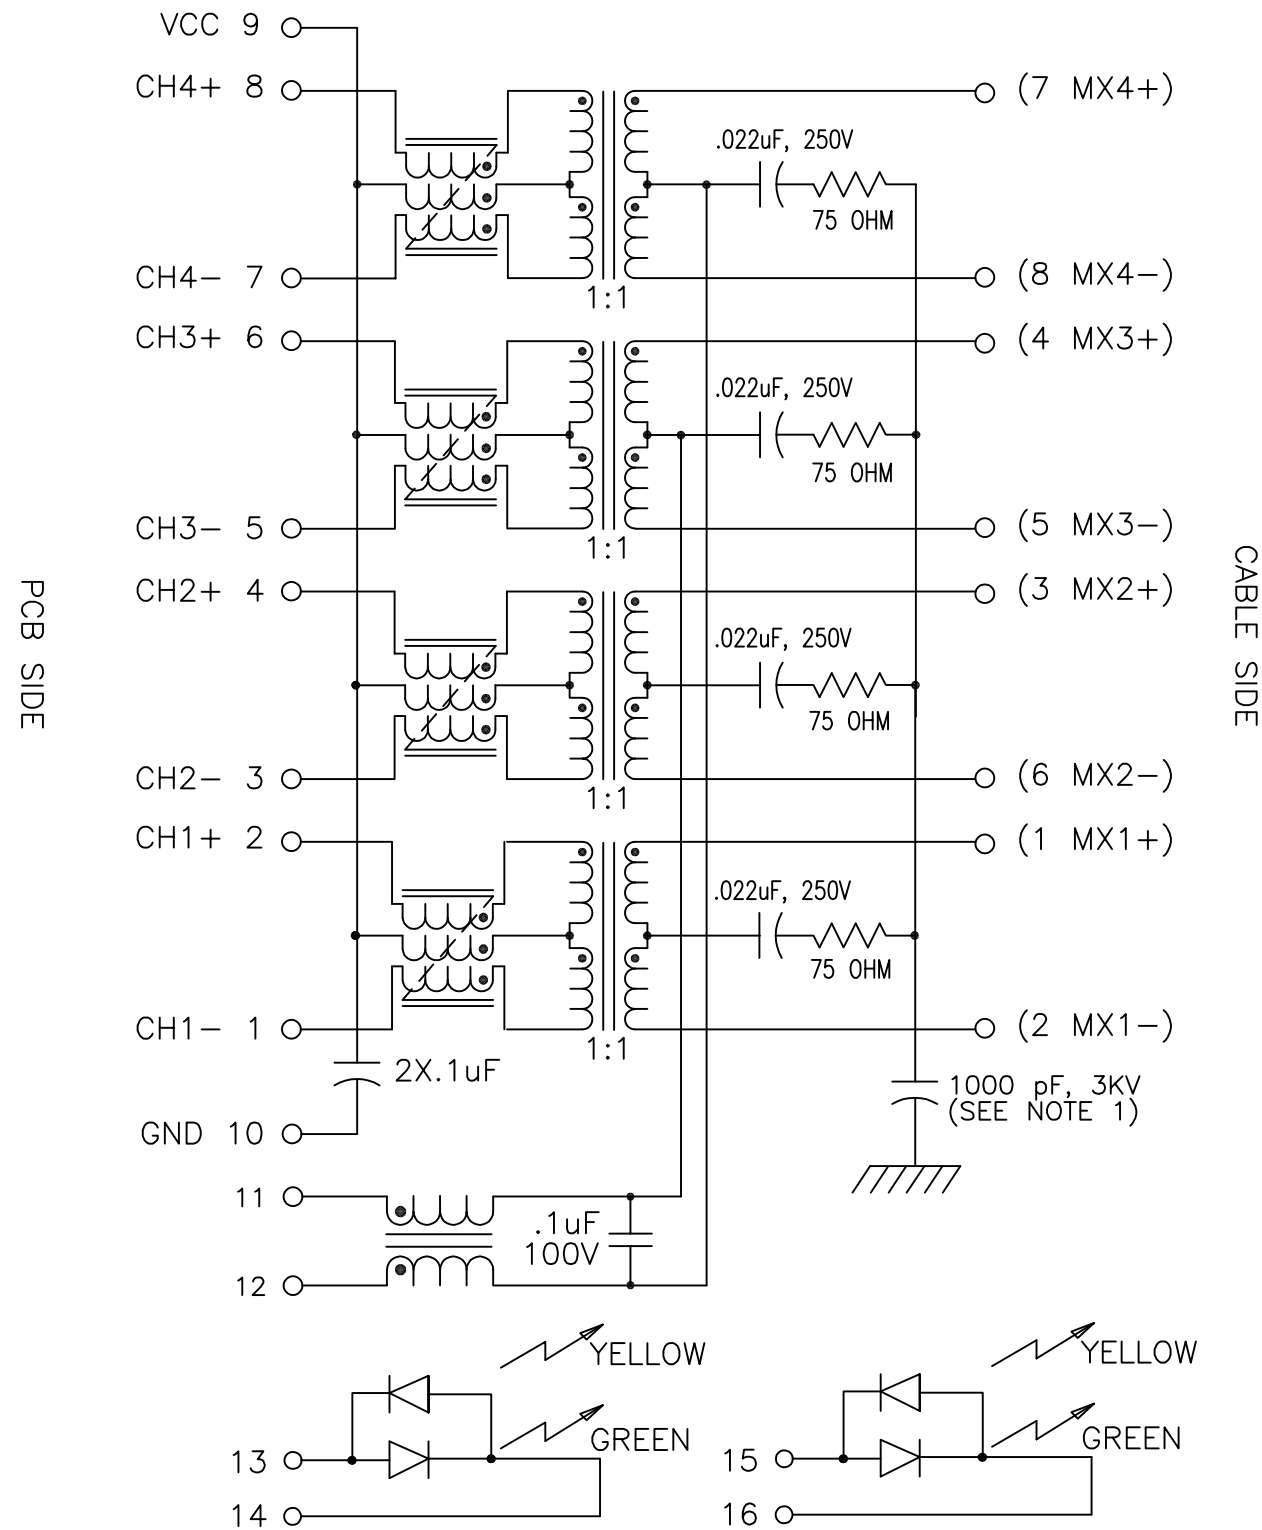 VCC 9
CH4+ 8
(7 MX4+)
.022uF, 250V
75 OHM
CH4− 7
(8 MX4−)
1:1
CH3+ 6
(4 MX3+)
.022uF, 250V
75 OHM
CH3− 5
(5 MX3−)
1:1
PCB SIDE
CABLE SIDE
CH2+ 4
(3 MX2+)
.022uF, 250V
75 OHM
CH2− 3
(6 MX2−)
1:1
CH1+ 2
(1 MX1+)
.022uF, 250V
75 OHM
CH1− 1
(2 MX1−)
1:1
2X.1uF
1000 pF, 3KV
(SEE NOTE 1)
GND 10
11
.1uF
100V
12
YELLOW
GREEN
13
14
YELLOW
GREEN
15
16